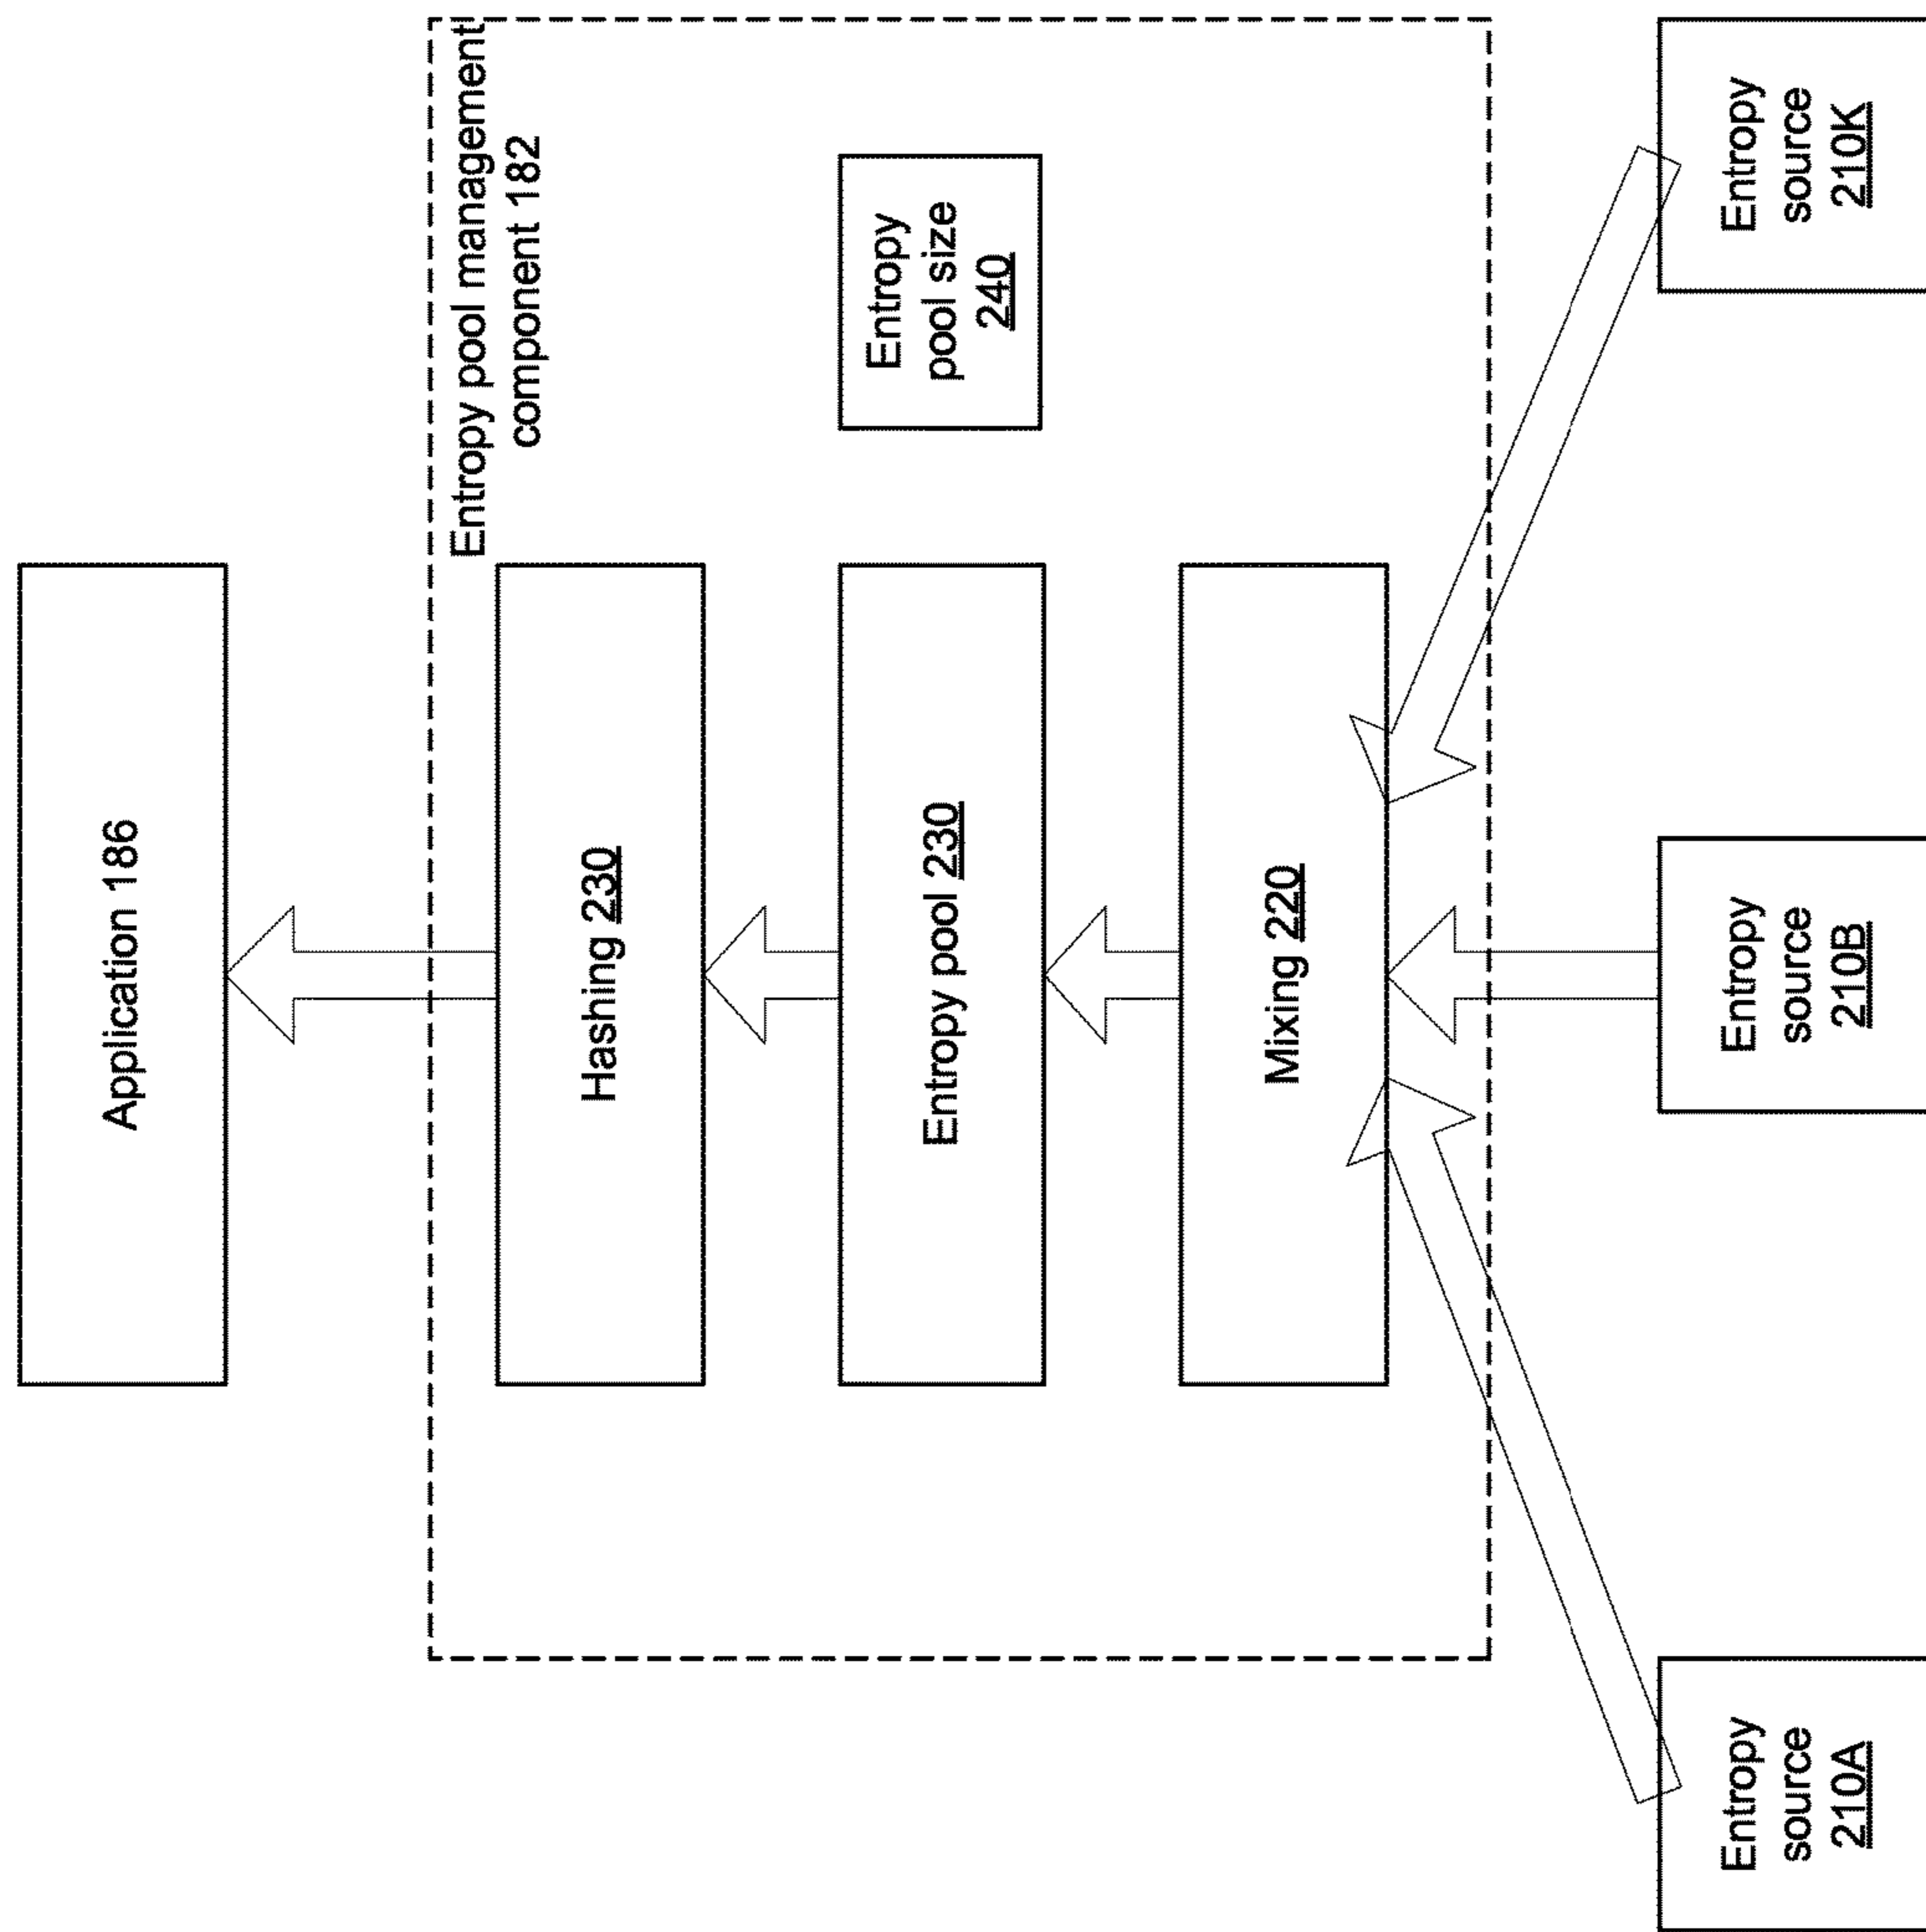 Application 186
Entropy pool management
component 182
Hashing 230
Entropy pool 230
Entropy
pool size
240
Mixing 220
Entropy
source
210A
Entropy
source
210B
Entropy
source
210K